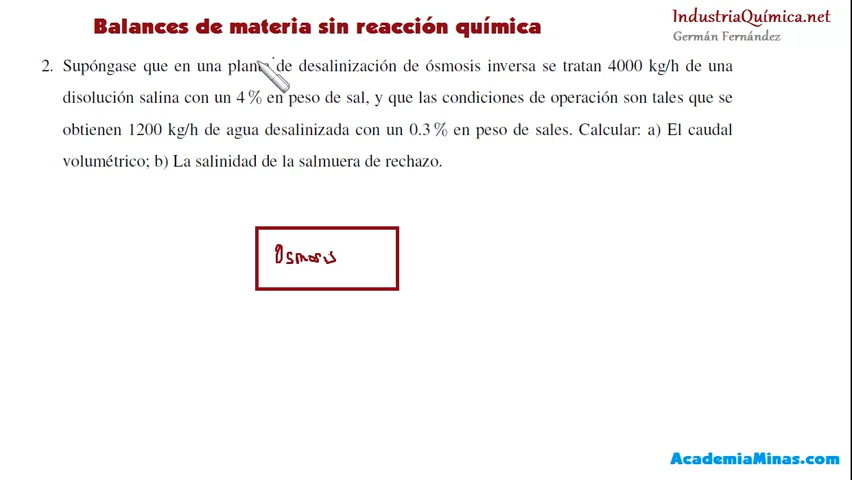 Balances de materia sin reacción química
IndustriaQuímica.net
Germán Fernández
2. Supóngase que en una planta de desalinización de ósmosis inversa se tratan 4000 kg/h de una
disolución salina con un 4 % en peso de sal, y que las condiciones de operación son tales que se
obtienen 1200 kg/h de agua desalinizada con un 0.3 % en peso de sales. Calcular: a) El caudal
volumétrico; b) La salinidad de la salmuera de rechazo.
Osmosis
AcademiaMinas.com